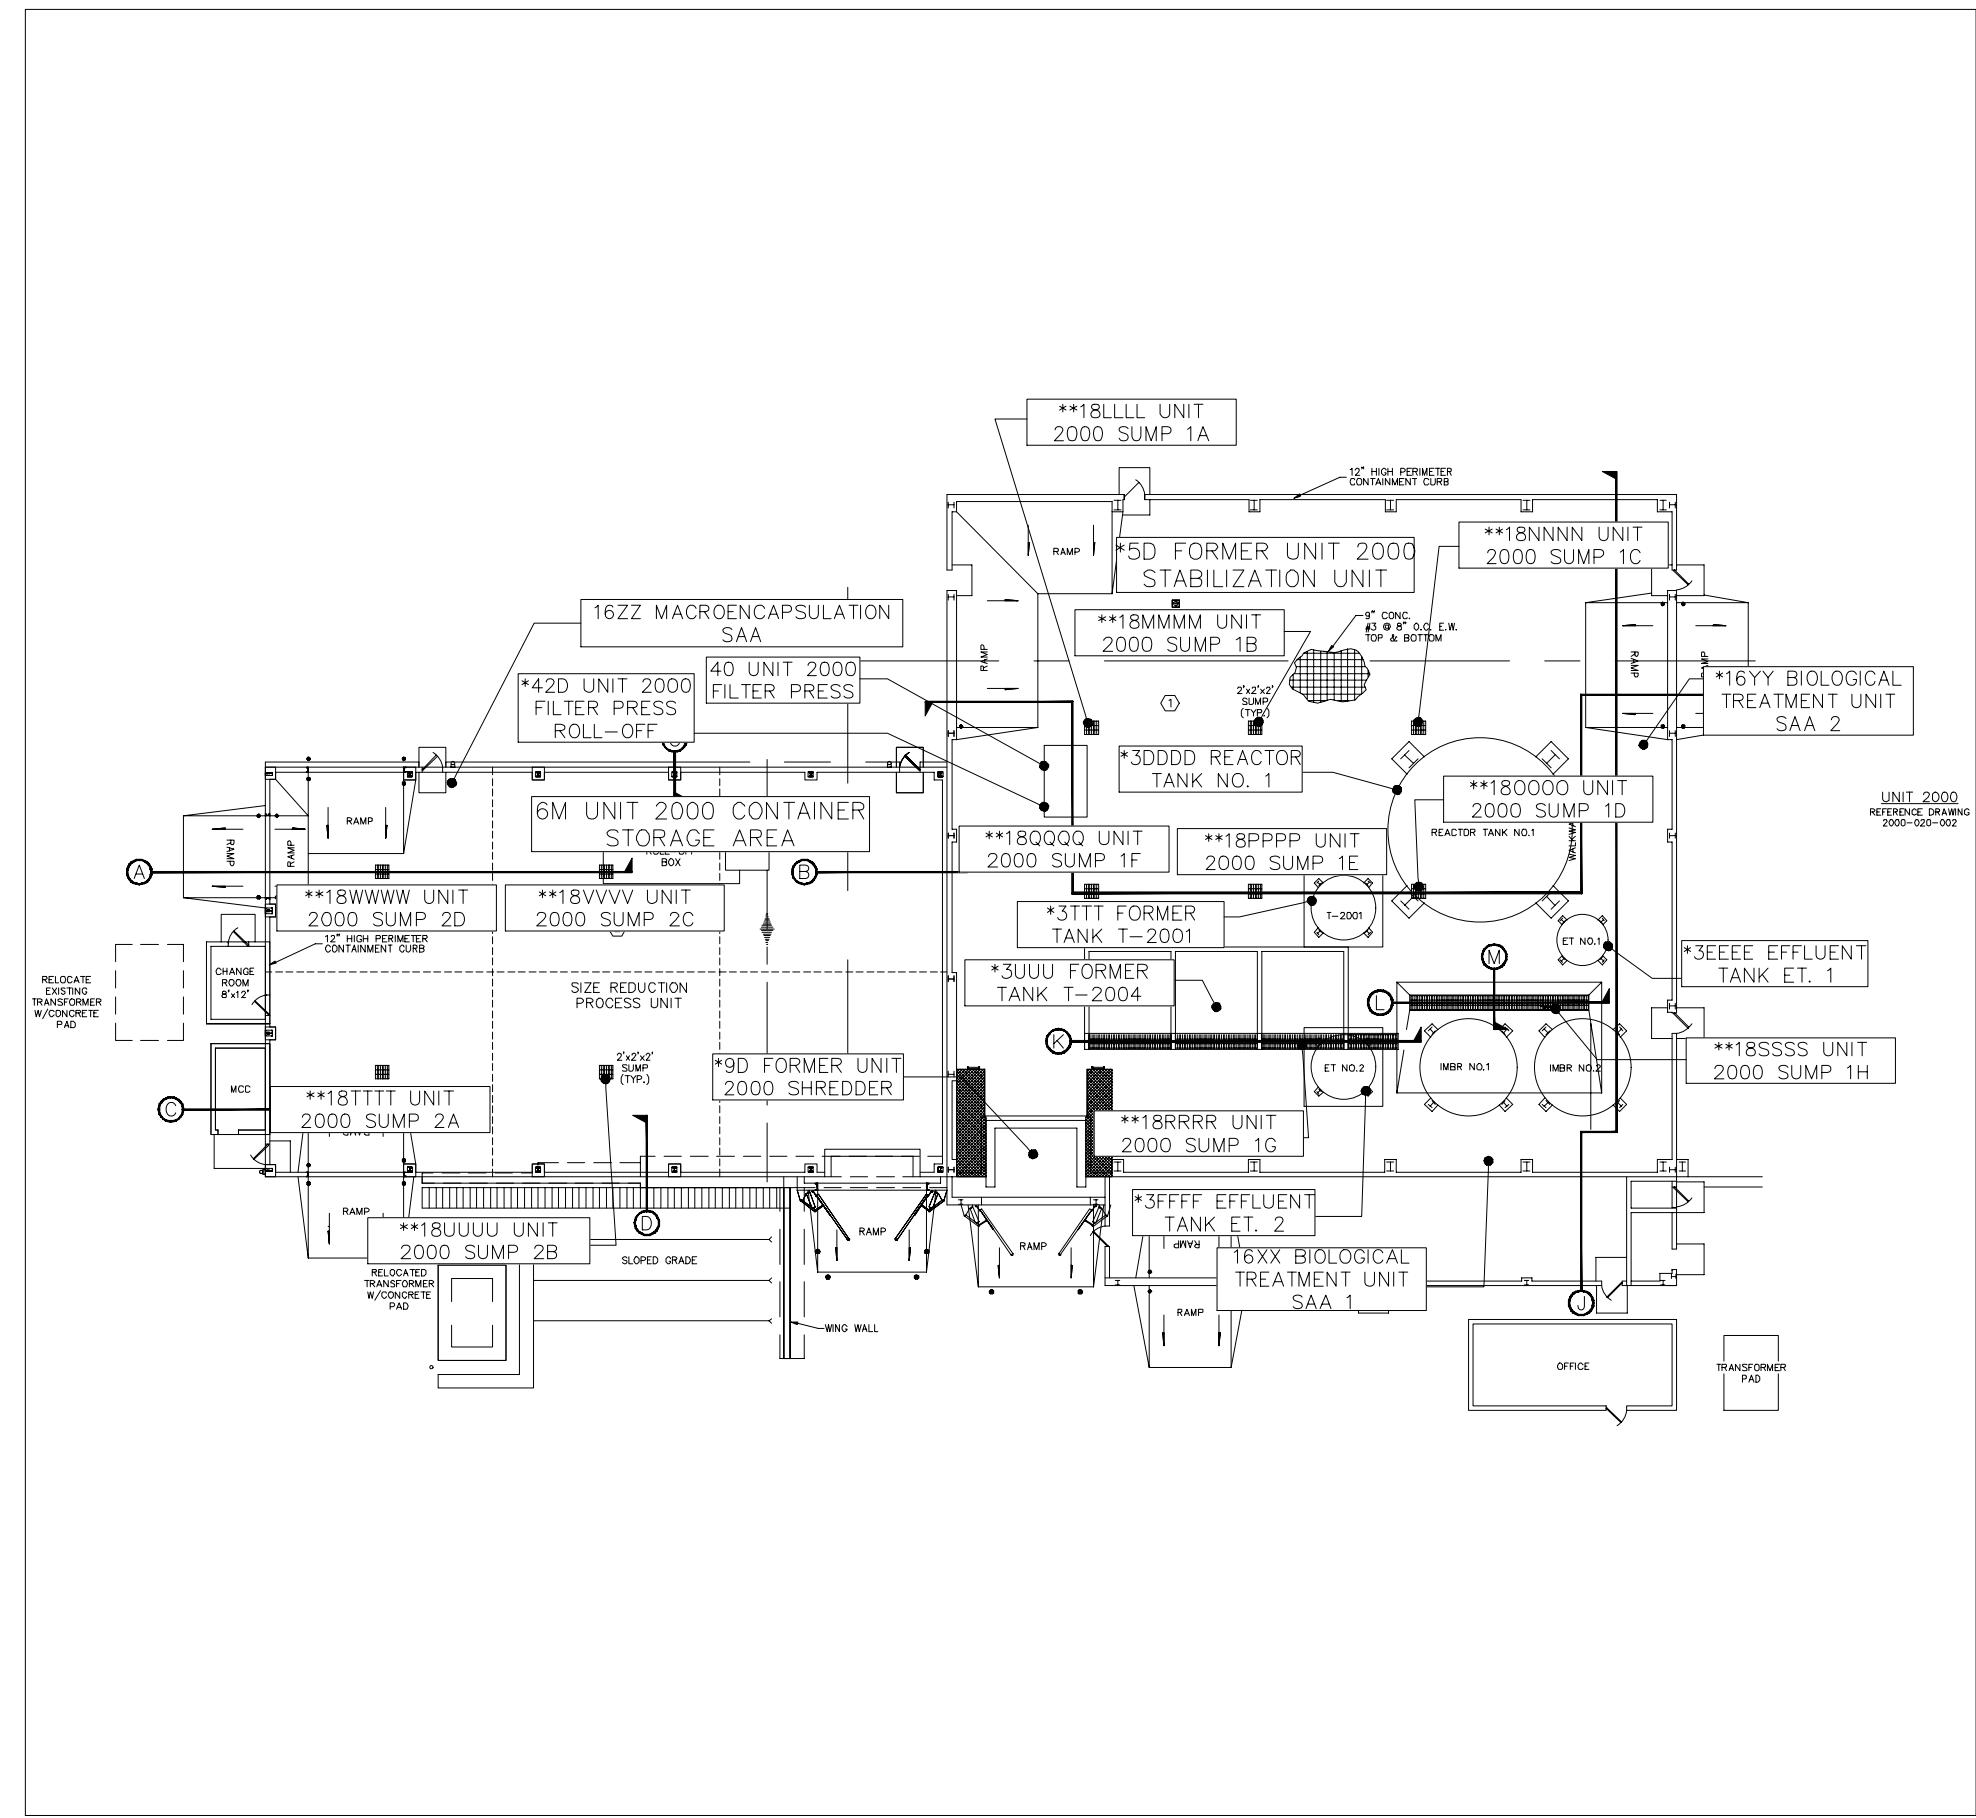 **18LLLL UNIT
2000 SUMP 1A
12" HIGH PERIMETER
CONTAINMENT CURB
**18NNNN UNIT
2000 SUMP 1C
RAMP
*5D FORMER UNIT 2000
STABILIZATION UNIT
16ZZ MACROENCAPSULATION
SAA
**18MMMM UNIT
2000 SUMP 1B
9" CONC.
#3 @ 8" O.C. E.W.
TOP & BOTTOM
RAMP
RAMP
40 UNIT 2000
FILTER PRESS
*42D UNIT 2000
FILTER PRESS
ROLL-OFF
2'x2'x2'
SUMP
(TYP.)
1
*16YY BIOLOGICAL
TREATMENT UNIT
SAA 2
*3DDDD REACTOR
TANK NO. 1
**18OOOO UNIT
2000 SUMP 1D
REACTOR TANK NO.1
UNIT 2000
REFERENCE DRAWING
2000-020-002
6M UNIT 2000 CONTAINER
STORAGE AREA
BOX
RAMP
RAMP
RAMP
**18QQQQ UNIT
2000 SUMP 1F
**18PPPP UNIT
2000 SUMP 1E
A
B
**18WWWW UNIT
2000 SUMP 2D
**18VVVV UNIT
2000 SUMP 2C
*3TTT FORMER
TANK T-2001
T-2001
12" HIGH PERIMETER
CONTAINMENT CURB
ET NO.1
*3EEEE EFFLUENT
TANK ET. 1
M
CHANGE
ROOM
8'x12'
RELOCATE
EXISTING
TRANSFORMER
W/CONCRETE
PAD
SIZE REDUCTION
PROCESS UNIT
*3UUU FORMER
TANK T-2004
L
K
2'x2'x2'
SUMP
(TYP.)
*9D FORMER UNIT
2000 SHREDDER
ET NO.2
IMBR NO.1
IMBR NO.2
**18SSSS UNIT
2000 SUMP 1H
MCC
C
**18TTTT UNIT
2000 SUMP 2A
**18RRRR UNIT
2000 SUMP 1G
RAMP
**18UUUU UNIT
2000 SUMP 2B
D
SLOPED GRADE
RAMP
RAMP
*3FFFF EFFLUENT
TANK ET. 2
RAMP
16XX BIOLOGICAL
TREATMENT UNIT
SAA 1
RELOCATED
TRANSFORMER
W/CONCRETE
PAD
WING WALL
RAMP
J
OFFICE
TRANSFORMER
PAD